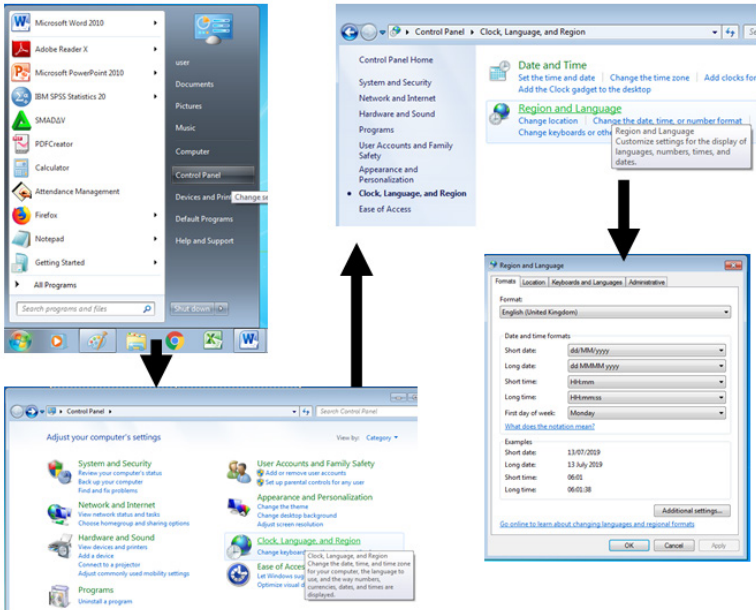 Microsoft Word 2010
Adobe Reader X
Microsoft PowerPoint 2010
IBM SPSS Statistics 20
SMADΔV
PDFCreator
Calculator
Attendance Management
Firefox
Notepad
Getting Started
All Programs
Search programs and files
user
Documents
Pictures
Music
Computer
Control Panel
Devices and Prin
Change se
Default Programs
Help and Support
Shut down
Control Panel
Search Control Panel
Adjust your computer's settings
View by: Category
System and Security
Review your computer's status
Back up your computer
Find and fix problems
Network and Internet
View network status and tasks
Choose homegroup and sharing options
Hardware and Sound
View devices and printers
Add a device
Connect to a projector
Adjust commonly used mobility settings
Programs
Uninstall a program
User Accounts and Family Safety
Add or remove user accounts
Set up parental controls for any user
Appearance and Personalization
Change the theme
Change desktop background
Adjust screen resolution
Clock, Language, and Region
Change keyboar
Ease of Acces
Let Windows sug
Optimize visual d
Clock, Language, and Region
Change the date, time, and time zone
for your computer, the language to
use, and the way numbers,
currencies, dates, and times are
displayed.
Control Panel Clock, Language, and Region
Se
Control Panel Home
System and Security
Network and Internet
Hardware and Sound
Programs
User Accounts and Family
Safety
Appearance and
Personalization
Clock, Language, and Region
Ease of Access
Date and Time
Set the time and date Change the time zone Add clocks for
Add the Clock gadget to the desktop
Region and Language
Change location Change the date, time, or number format
Change keyboards or othe
Region and Language
Customize settings for the display of
languages, numbers, times, and
dates.
Region and Language
Formats Location Keyboards and Languages Administrative
Format:
English (United Kingdom)
Date and time formats
Short date: dd/MM/yyyy
Long date: dd MMMM yyyy
Short time: HH:mm
Long time: HH:mm:ss
First day of week: Monday
What does the notation mean?
Examples
Short date: 13/07/2019
Long date: 13 July 2019
Short time: 06:01
Long time: 06:01:38
Additional settings...
Go online to learn about changing languages and regional formats
OK Cancel Apply